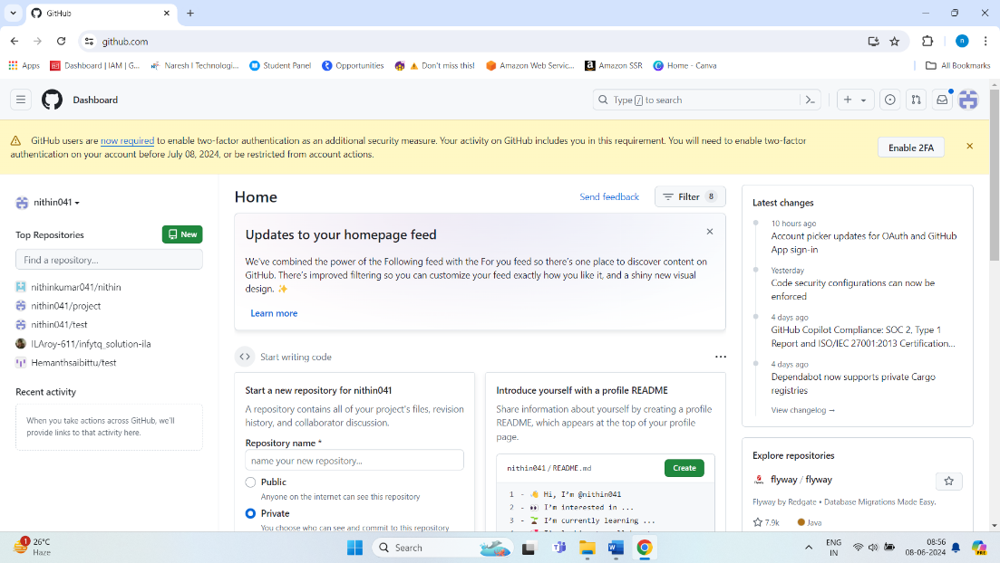 GitHub
github.com
Apps
Dashboard | IAM | G...
Naresh I Technologi...
Student Panel
Opportunities
Don't miss this!
Amazon Web Servic...
Amazon SSR
Home - Canva
All Bookmarks
n
Dashboard
Type / to search
GitHub users are now required to enable two-factor authentication as an additional security measure. Your activity on GitHub includes you in this requirement. You will need to enable two-factor
authentication on your account before July 08, 2024, or be restricted from account actions.
Enable 2FA
nithin041
Top Repositories
New
Find a repository...
nithinkumar041/nithin
nithin041/project
nithin041/test
ILAroy-611/infytq_solution-ila
Hemanthsaibittu/test
Recent activity
When you take actions across GitHub, we'll
provide links to that activity here.
Home
Send feedback
Filter 8
Updates to your homepage feed
We've combined the power of the Following feed with the For you feed so there's one place to discover content on
GitHub. There's improved filtering so you can customize your feed exactly how you like it, and a shiny new visual
design. ✨
Learn more
Start writing code
Start a new repository for nithin041
A repository contains all of your project's files, revision
history, and collaborator discussion.
Repository name *
name your new repository...
Public
Anyone on the internet can see this repository
Private
You choose who can see and commit to this repository
Introduce yourself with a profile README
Share information about yourself by creating a profile
README, which appears at the top of your profile
page.
nithin041 / README.md
Create
1 - 👋 Hi, I'm @nithin041
2 - 👀 I'm interested in ...
3 - 🌱 I'm currently learning ...
Latest changes
10 hours ago
Account picker updates for OAuth and GitHub
App sign-in
Yesterday
Code security configurations can now be
enforced
4 days ago
GitHub Copilot Compliance: SOC 2, Type 1
Report and ISO/IEC 27001:2013 Certification...
4 days ago
Dependabot now supports private Cargo
registries
View changelog →
Explore repositories
flyway / flyway
Flyway by Redgate • Database Migrations Made Easy.
7.9k
Java
1
26°C
Haze
Search
ENG
IN
08:56
08-06-2024